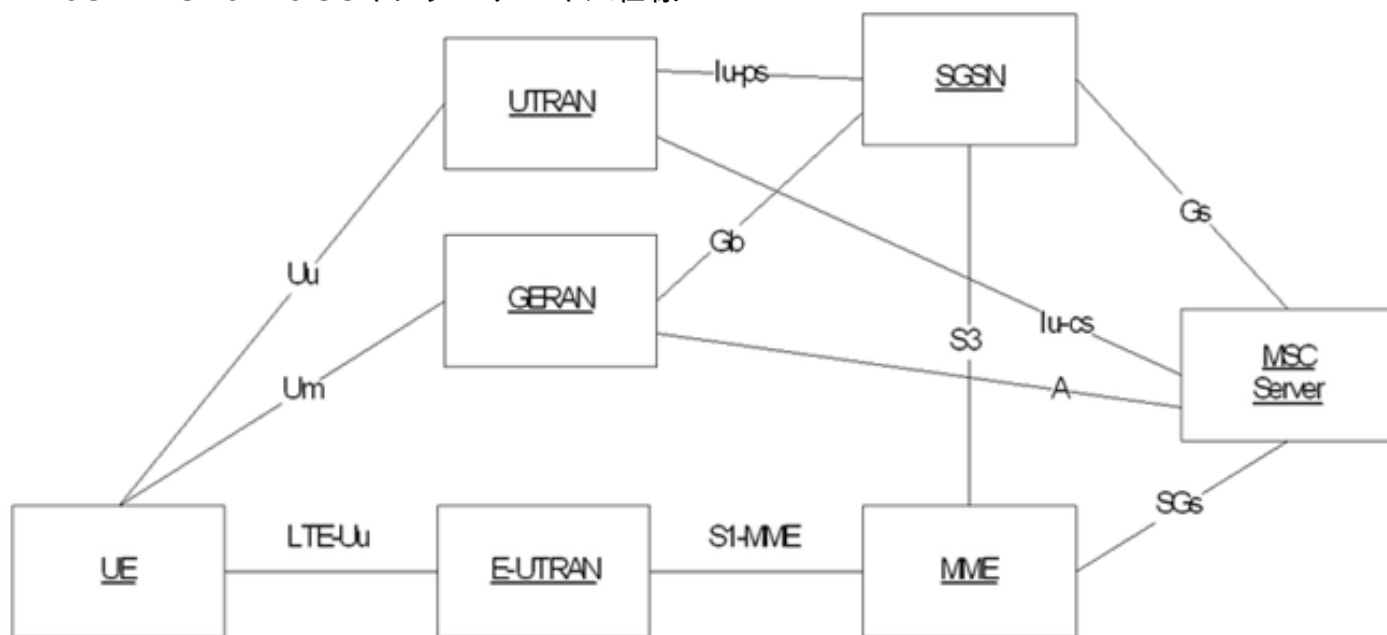 UTRAN
Iu-ps
SGSN
Uu
GERAN
Gb
Gs
Um
S3
Iu-cs
A
MSC
Server
UE
LTE-Uu
E-UTRAN
S1-MME
MME
SGs